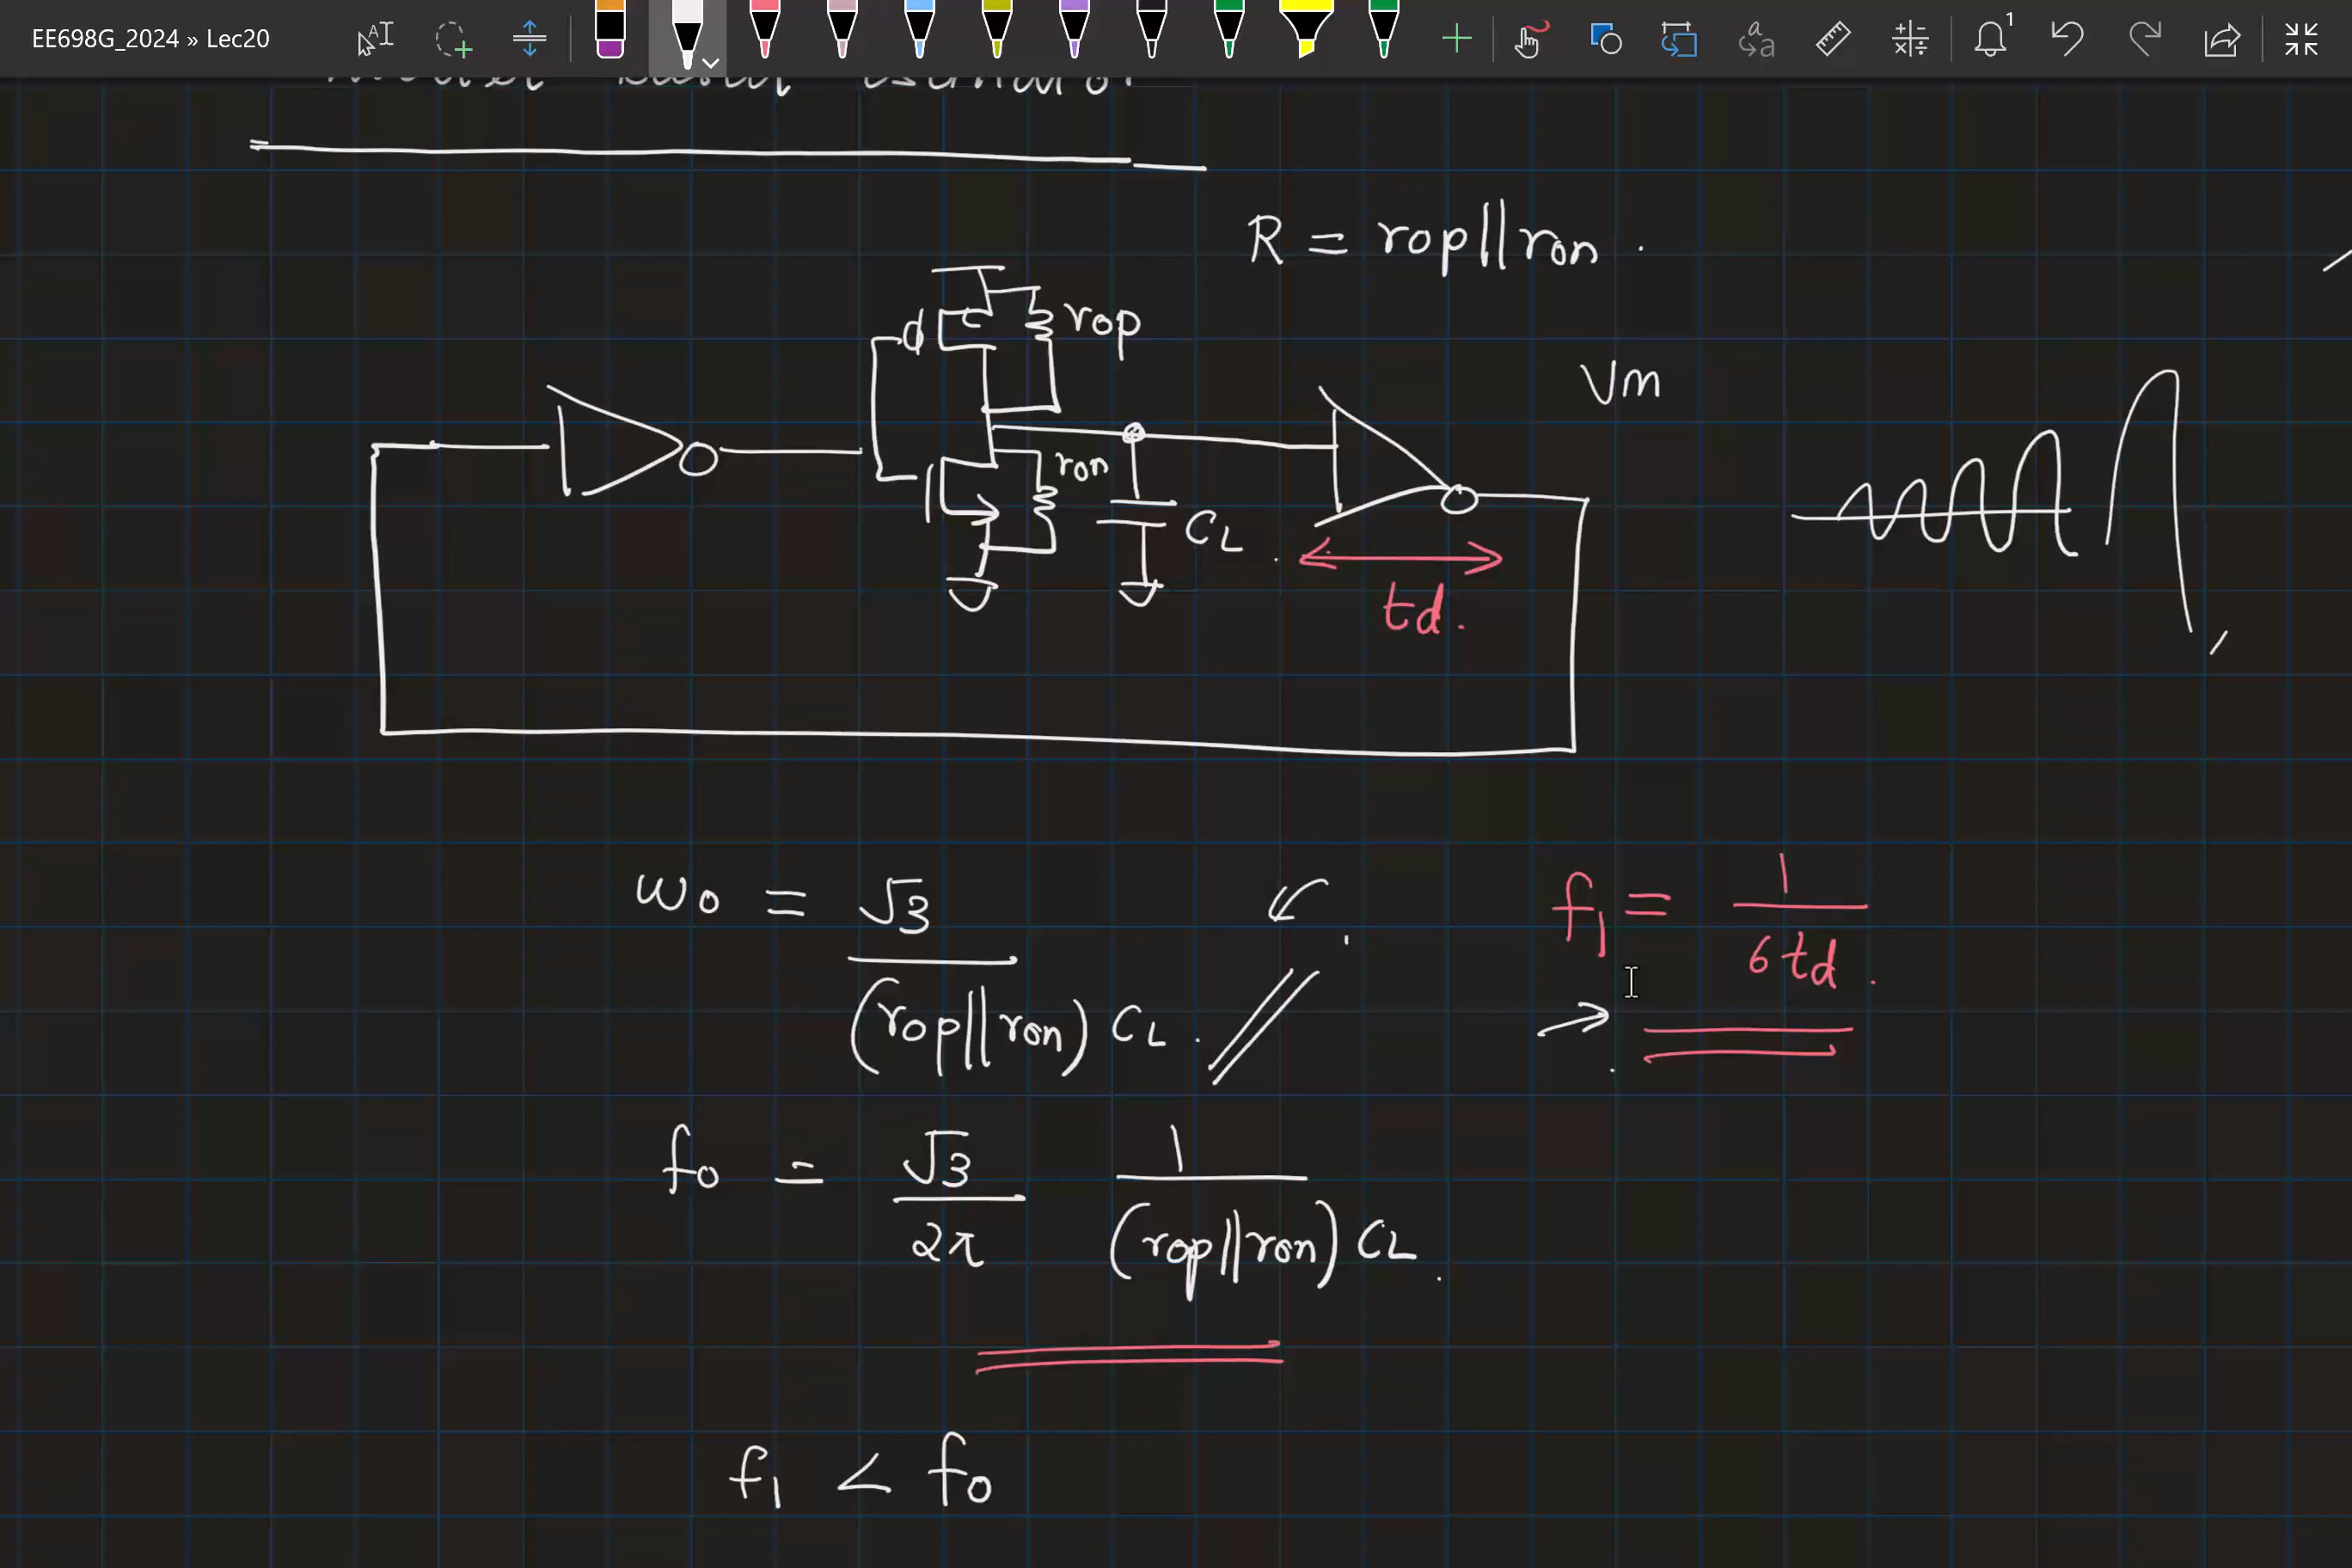 EE698G_2024 » Lec20
R = rop||ron .
rop
Vm
ron
CL
td.
ω0 = √3 / (rop||ron) CL .
f1 = 1 / 6td .
f0 = √3 / 2π 1 / (rop||ron) CL .
f1 < f0